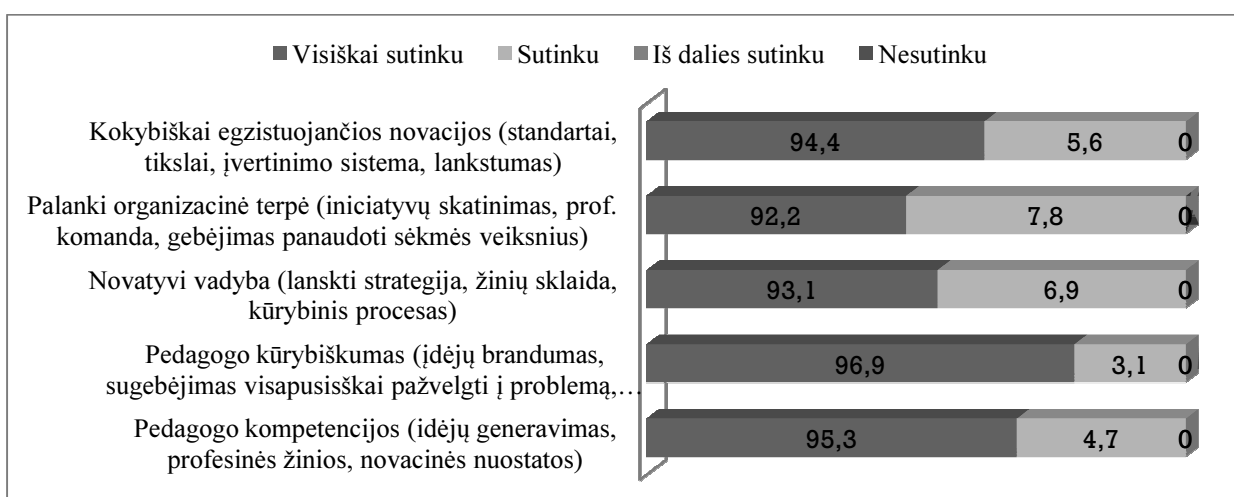 Visiškai sutinku Sutinku Iš dalies sutinku Nesutinku
Kokybiškai egzistuojančios novacijos (standartai,
tikslai, įvertinimo sistema, lankstumas)
94,4 5,6 0
Palanki organizacinė terpė (iniciatyvų skatinimas, prof.
komanda, gebėjimas panaudoti sėkmės veiksnius)
92,2 7,8 0
Novatyvi vadyba (lanskti strategija, žinių sklaida,
kūrybinis procesas)
93,1 6,9 0
Pedagogo kūrybiškumas (įdėjų brandumas,
sugebėjimas visapusisškai pažvelgti į problemą,…
96,9 3,1 0
Pedagogo kompetencijos (idėjų generavimas,
profesinės žinios, novacinės nuostatos)
95,3 4,7 0